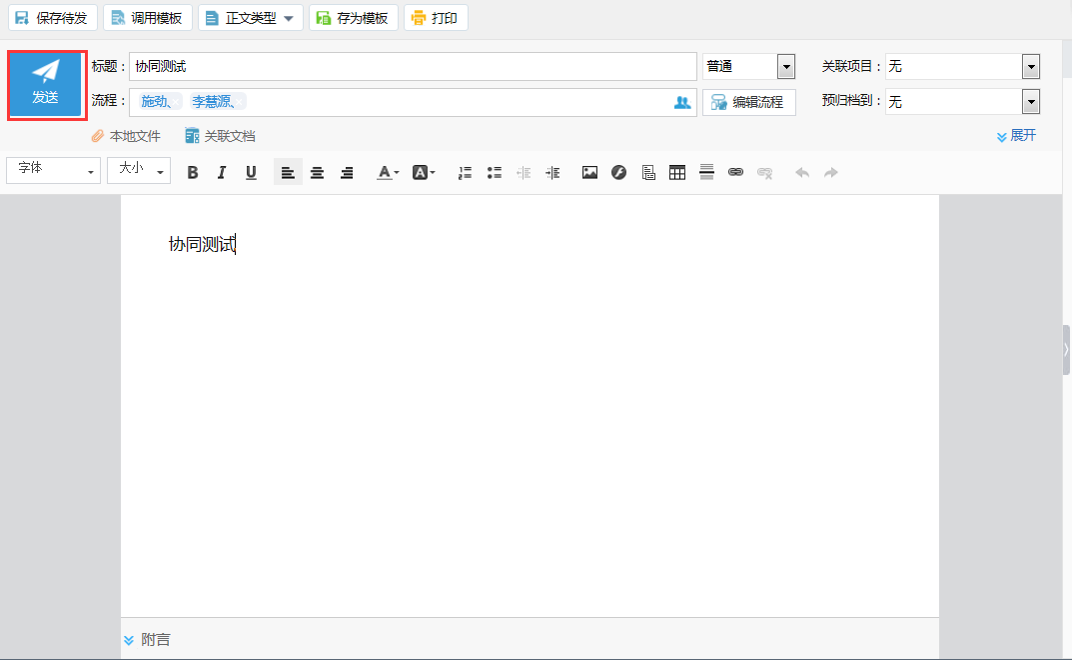 保存待发 调用模板 正文类型 存为模板 打印
发送
标题： 协同测试 普通 关联项目： 无
流程： 施劲、 李慧源、 编辑流程 预归档到： 无
本地文件 关联文档 展开
字体 大小 B I U A A
协同测试
附言